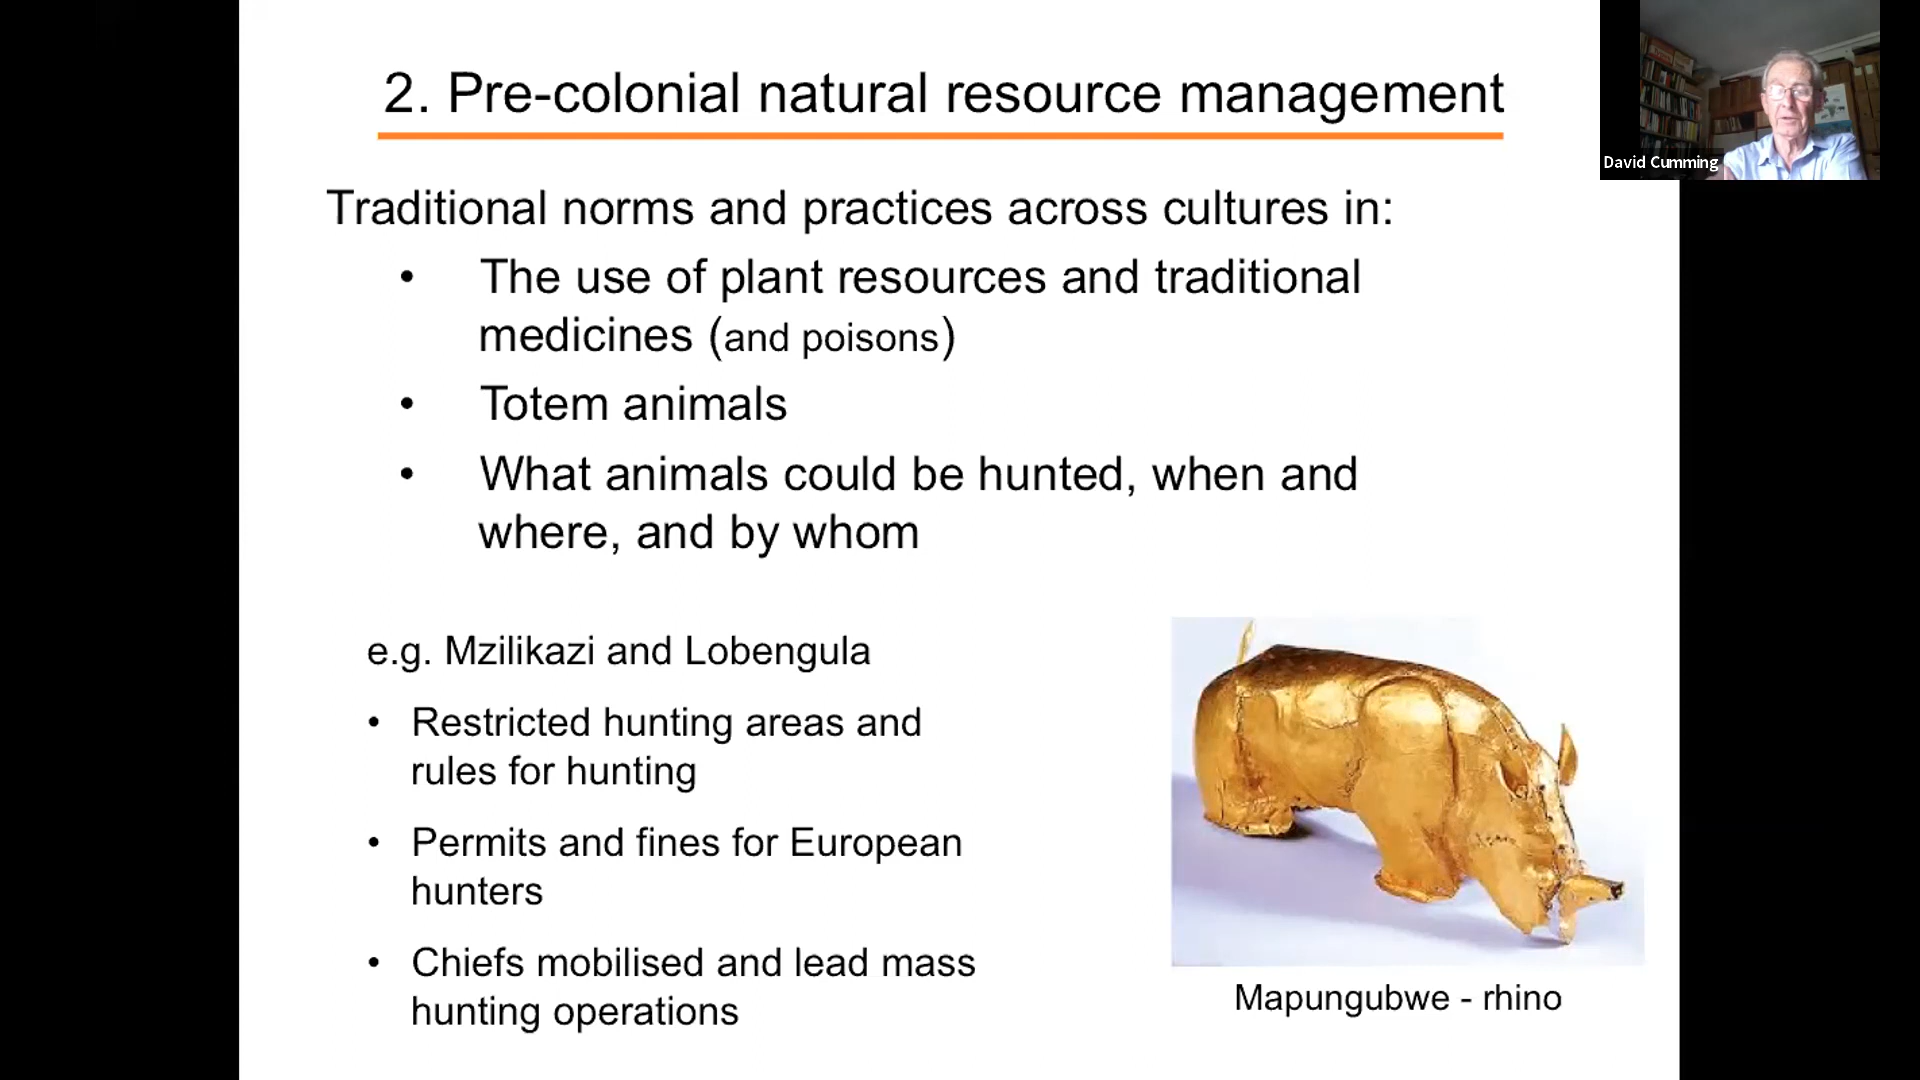 2. Pre-colonial natural resource management
David Cumming
Traditional norms and practices across cultures in:
• The use of plant resources and traditional
medicines (and poisons)
• Totem animals
• What animals could be hunted, when and
where, and by whom
e.g. Mzilikazi and Lobengula
• Restricted hunting areas and
rules for hunting
• Permits and fines for European
hunters
• Chiefs mobilised and lead mass
hunting operations
Mapungubwe - rhino